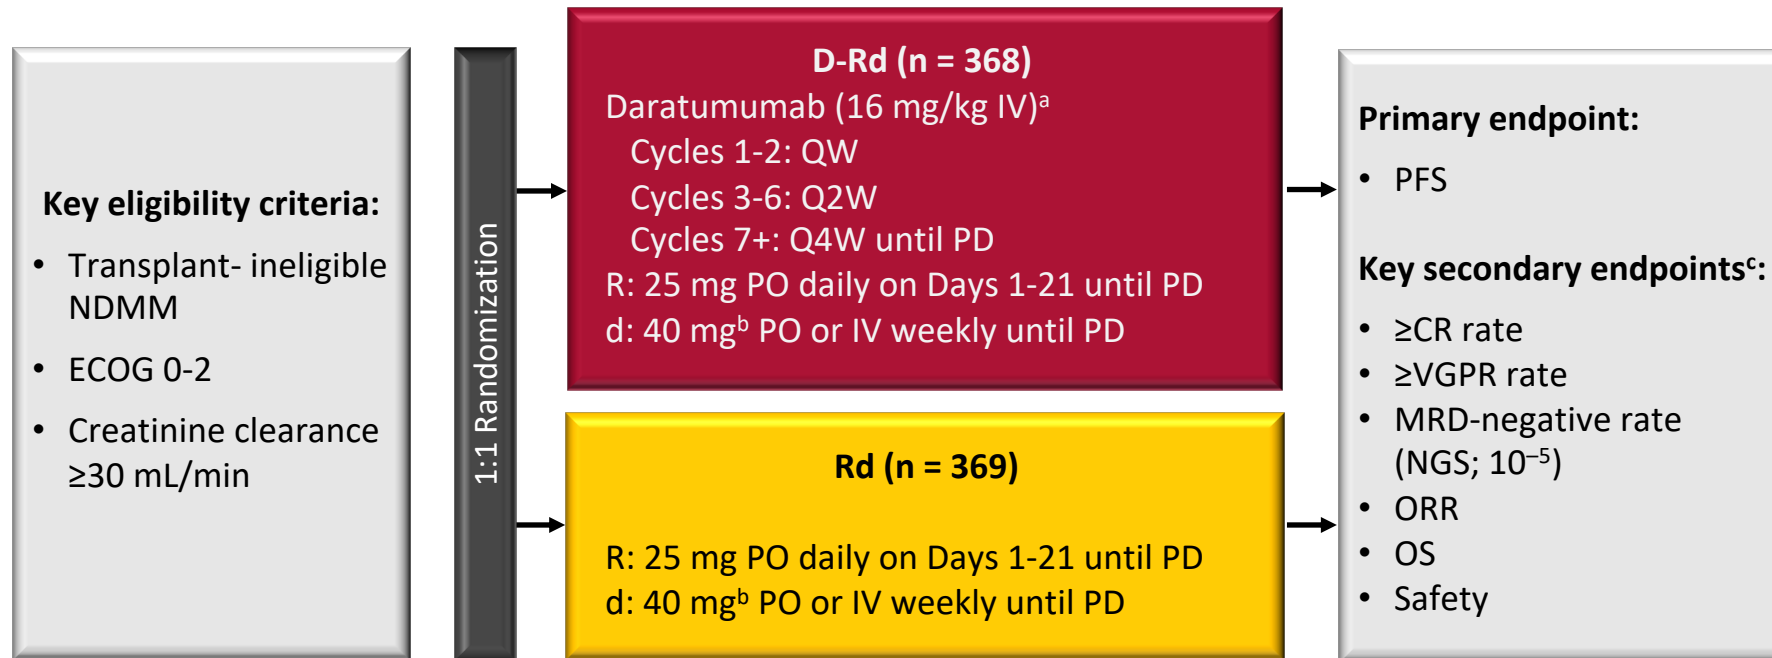 Key eligibility criteria:
• Transplant- ineligible
NDMM
• ECOG 0-2
• Creatinine clearance
≥30 mL/min
1:1 Randomization
D-Rd (n = 368)
Daratumumab (16 mg/kg IV)ᵃ
Cycles 1-2: QW
Cycles 3-6: Q2W
Cycles 7+: Q4W until PD
R: 25 mg PO daily on Days 1-21 until PD
d: 40 mgᵇ PO or IV weekly until PD
Rd (n = 369)
R: 25 mg PO daily on Days 1-21 until PD
d: 40 mgᵇ PO or IV weekly until PD
Primary endpoint:
• PFS
Key secondary endpointsᶜ:
• ≥CR rate
• ≥VGPR rate
• MRD-negative rate
(NGS; 10⁻⁵)
• ORR
• OS
• Safety